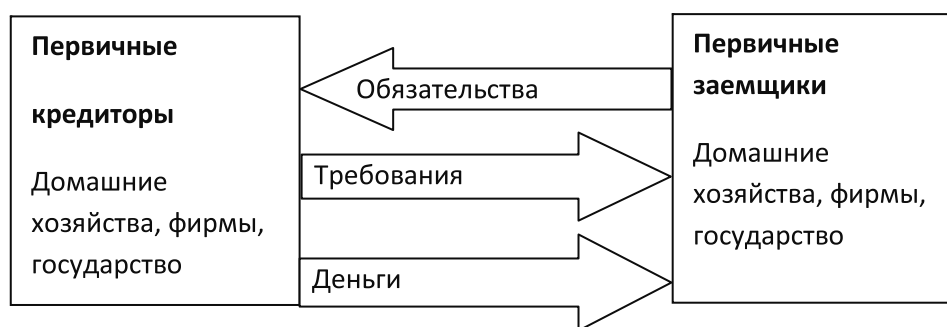 Первичные
кредиторы
Домашние
хозяйства, фирмы,
государство
Обязательства
Требования
Деньги
Первичные
заемщики
Домашние
хозяйства, фирмы,
государство